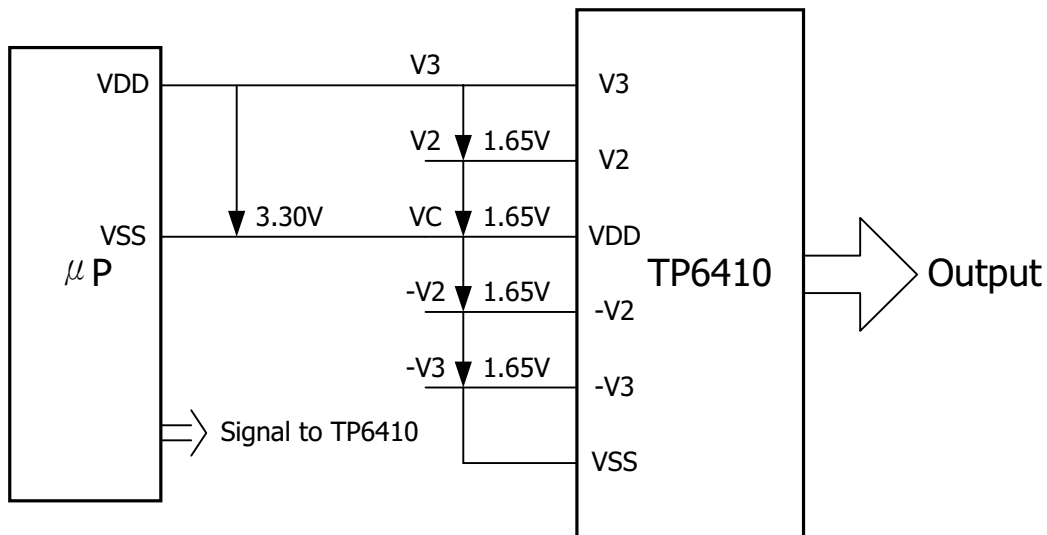 VDD
VSS
μP
Signal to TP6410
3.30V
V3
V2 1.65V
VC 1.65V
-V2 1.65V
-V3 1.65V
V3
V2
VDD
-V2
-V3
VSS
TP6410
Output